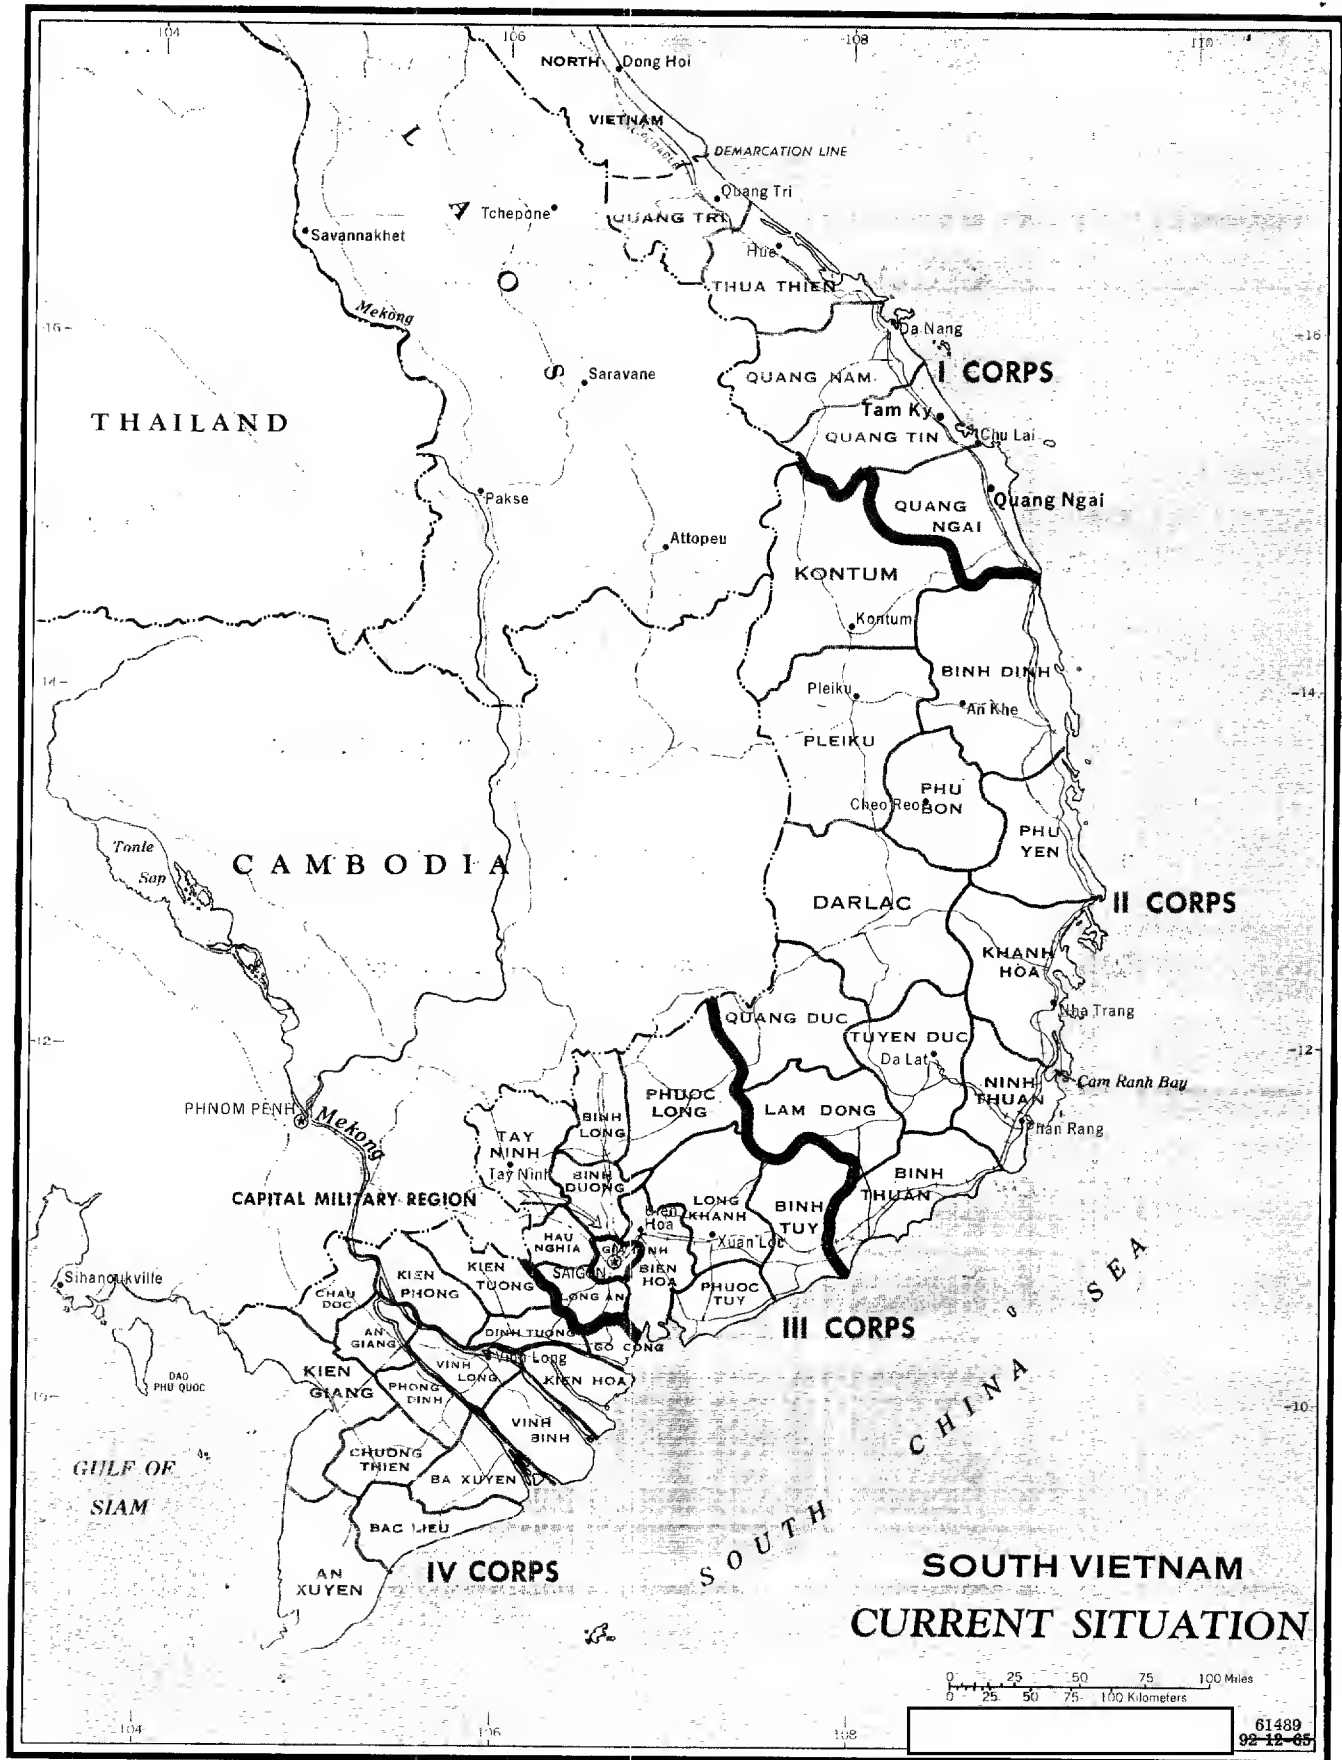 104
106
108
110
NORTH
Dong Hoi
VIETNAM
DEMARCATION LINE
L
A
O
S
Tchepone
Quang Tri
QUANG TRI
Savannakhet
Hue
THUA THIEN
Mekong
16
16
Da Nang
Saravane
QUANG NAM
I CORPS
THAILAND
Tam Ky
QUANG TIN
Chu Lai
Pakse
QUANG
NGAI
Quang Ngai
Attopeu
KONTUM
Kontum
BINH DINH
14
14
Pleiku
An Khe
PLEIKU
PHU
BON
Cheo Reo
PHU
YEN
Tonle
Sap
CAMBODIA
DARLAC
II CORPS
KHANH
HOA
Nha Trang
QUANG DUC
TUYEN DUC
12
12
Da Lat
Cam Ranh Bay
NINH
THUAN
PHUOC
LONG
LAM DONG
PHNOM PENH
Mekong
BINH
LONG
Phan Rang
TAY
NINH
Tay Ninh
BINH
DUONG
BINH
THUAN
CAPITAL MILITARY REGION
LONG
KHANH
BINH
TUY
Bien
Hoa
Xuan Loc
HAU
NGHIA
GIA DINH
SAIGON
BIEN
HOA
KIEN
TUONG
KIEN
PHONG
Sihanoukville
CHAU
DOC
LONG AN
PHUOC
TUY
III CORPS
AN
GIANG
DINH TUONG
GO CONG
Vinh Long
VINH
LONG
KIEN HOA
KIEN
GIANG
DAO
PHU QUOC
PHONG
DINH
10
10
VINH
BINH
CHUONG
THIEN
BA XUYEN
GULF OF
SIAM
BAC LIEU
AN
XUYEN
IV CORPS
SOUTH CHINA SEA
SOUTH VIETNAM
CURRENT SITUATION
0 25 50 75 100 Miles
0 25 50 75 100 Kilometers
104
106
108
61489
92-12-65